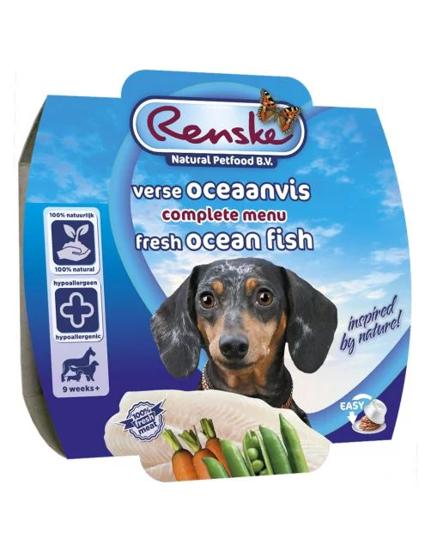 Renske
Natural Petfood B.V.
verse oceaanvis
complete menu
fresh ocean fish
100% natuurlijk
100% natural
hypoallergeen
hypoallergenic
9 weeks+
inspired
by nature!
EASY
100%
fresh
meat